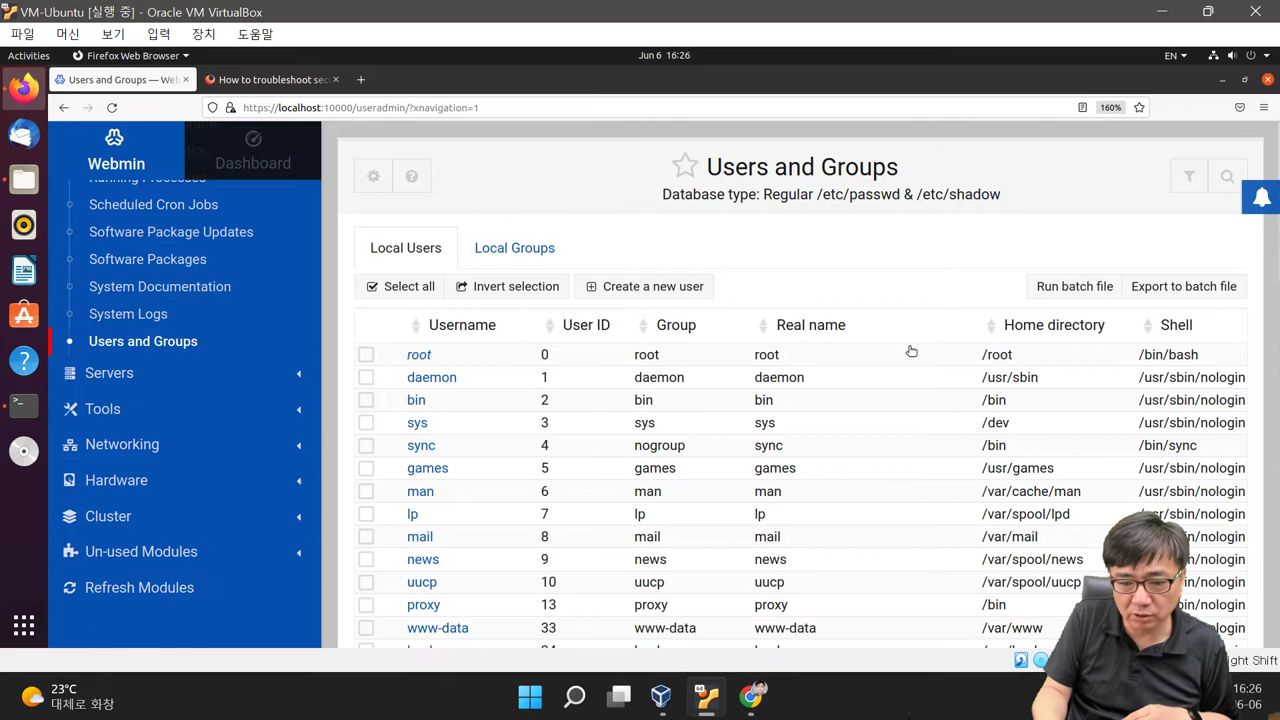 VM-Ubuntu [실행 중] - Oracle VM VirtualBox
파일 머신 보기 입력 장치 도움말
Activities Firefox Web Browser Jun 6 16:26 EN
Users and Groups — Web How to troubleshoot sec
https://localhost:10000/useradmin/?xnavigation=1 160%
Webmin Dashboard
Running Processes
Scheduled Cron Jobs
Software Package Updates
Software Packages
System Documentation
System Logs
Users and Groups
Servers
Tools
Networking
Hardware
Cluster
Un-used Modules
Refresh Modules
Users and Groups
Database type: Regular /etc/passwd & /etc/shadow
Local Users Local Groups
Select all Invert selection Create a new user Run batch file Export to batch file
Username User ID Group Real name Home directory Shell
root 0 root root /root /bin/bash
daemon 1 daemon daemon /usr/sbin /usr/sbin/nologin
bin 2 bin bin /bin /usr/sbin/nologin
sys 3 sys sys /dev /usr/sbin/nologin
sync 4 nogroup sync /bin /bin/sync
games 5 games games /usr/games /usr/sbin/nologin
man 6 man man /var/cache/man /usr/sbin/nologin
lp 7 lp lp /var/spool/lpd /usr/sbin/nologin
mail 8 mail mail /var/mail
news 9 news news /var/spool/news
uucp 10 uucp uucp /var/spool/uucp
proxy 13 proxy proxy /bin
www-data 33 www-data www-data /var/www
ight Shift
23°C
대체로 화창
16:26
06-06